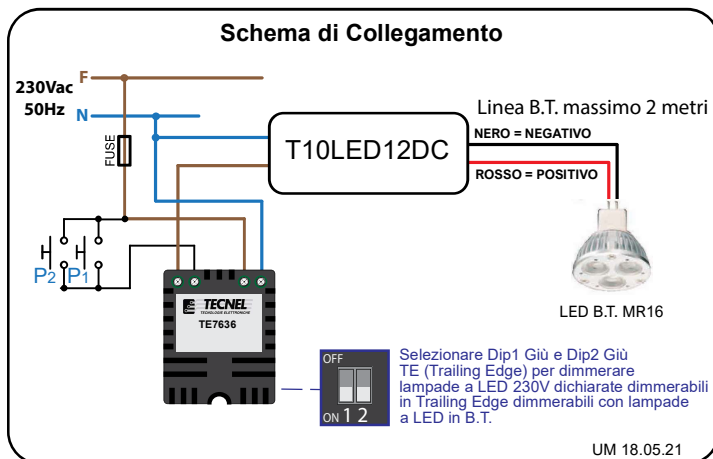 Schema di Collegamento
230Vac
50Hz
F
N
FUSE
P2 P1
T10LED12DC
Linea B.T. massimo 2 metri
NERO = NEGATIVO
ROSSO = POSITIVO
LED B.T. MR16
TECNEL
TECNOLOGIE ELETTRONICHE
TE7636
OFF
ON 1 2
Selezionare Dip1 Giù e Dip2 Giù
TE (Trailing Edge) per dimmerare
lampade a LED 230V dichiarate dimmerabili
in Trailing Edge dimmerabili con lampade
a LED in B.T.
UM 18.05.21